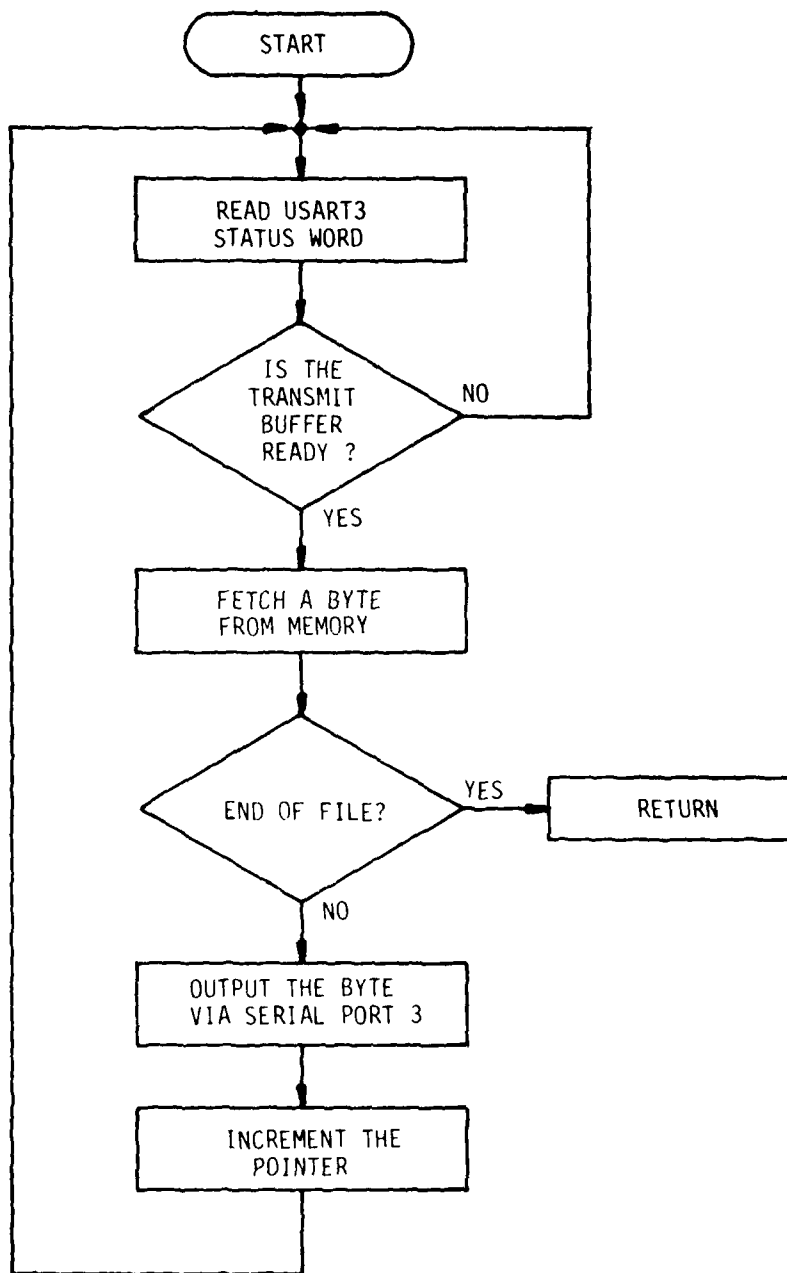 START
READ USART3
STATUS WORD
IS THE
TRANSMIT
BUFFER
READY ?
NO
YES
FETCH A BYTE
FROM MEMORY
END OF FILE?
YES
RETURN
NO
OUTPUT THE BYTE
VIA SERIAL PORT 3
INCREMENT THE
POINTER